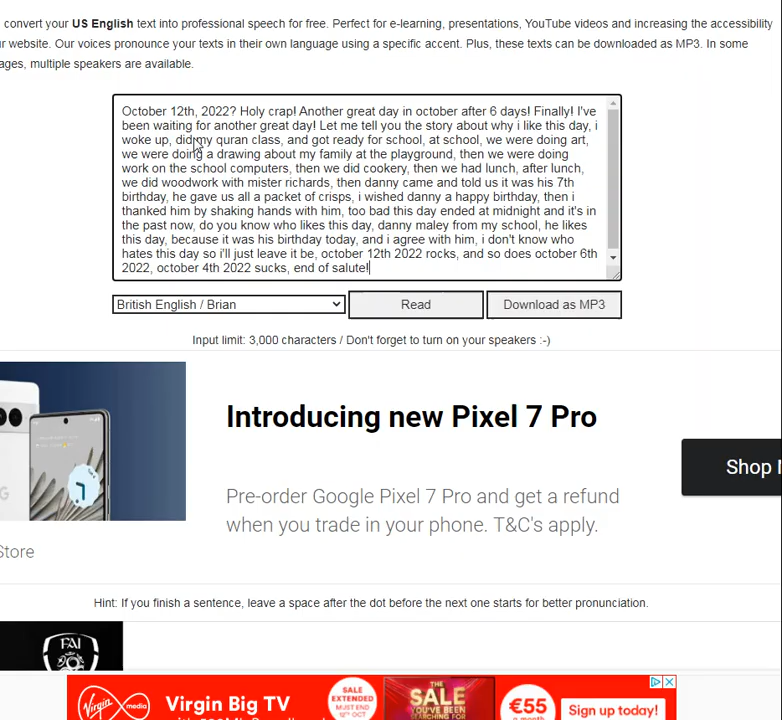 convert your US English text into professional speech for free. Perfect for e-learning, presentations, YouTube videos and increasing the accessibility
website. Our voices pronounce your texts in their own language using a specific accent. Plus, these texts can be downloaded as MP3. In some
ages, multiple speakers are available.
October 12th, 2022? Holy crap! Another great day in october after 6 days! Finally! I've
been waiting for another great day! Let me tell you the story about why i like this day, i
woke up, did my quran class, and got ready for school, at school, we were doing art,
we were doing a drawing about my family at the playground, then we were doing
work on the school computers, then we did cookery, then we had lunch, after lunch,
we did woodwork with mister richards, then danny came and told us it was his 7th
birthday, he gave us all a packet of crisps, i wished danny a happy birthday, then i
thanked him by shaking hands with him, too bad this day ended at midnight and it's in
the past now, do you know who likes this day, danny maley from my school, he likes
this day, because it was his birthday today, and i agree with him, i don't know who
hates this day so i'll just leave it be, october 12th 2022 rocks, and so does october 6th
2022, october 4th 2022 sucks, end of salute!
British English / Brian
Read
Download as MP3
Input limit: 3,000 characters / Don't forget to turn on your speakers :-)
Introducing new Pixel 7 Pro
Shop
Pre-order Google Pixel 7 Pro and get a refund
when you trade in your phone. T&C's apply.
Store
Hint: If you finish a sentence, leave a space after the dot before the next one starts for better pronunciation.
FAI
Virgin media
Virgin Big TV
SALE
EXTENDED
MUST END
12TH OCT
THE
SALE
YOU'VE BEEN
SEARCHING FOR
€55
Sign up today!